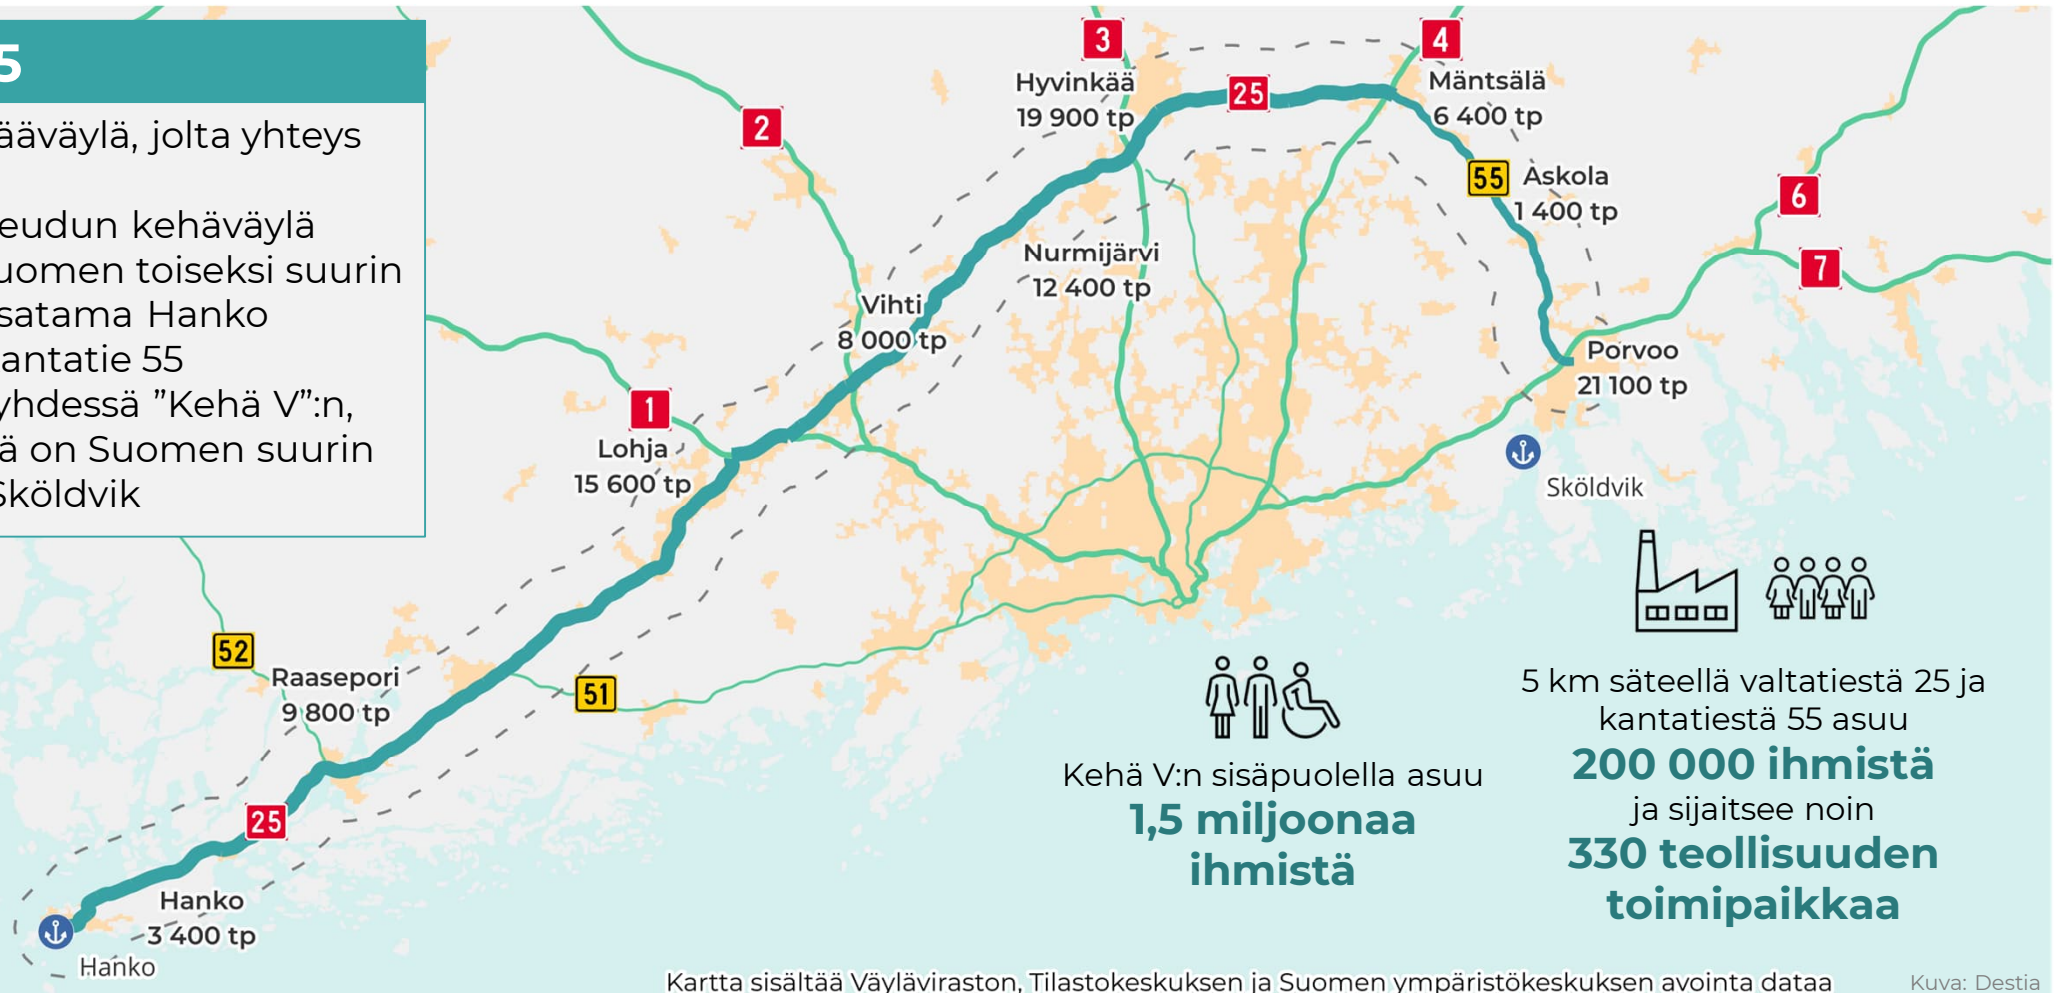 5
ääväylä, jolta yhteys
eudun kehäväylä
uomen toiseksi suurin
satama Hanko
antatie 55
yhdessä ”Kehä V”:n,
ä on Suomen suurin
Sköldvik
3
4
Hyvinkää
19 900 tp
25
Mäntsälä
6 400 tp
2
55
Askola
1 400 tp
6
7
Nurmijärvi
12 400 tp
Vihti
8 000 tp
Porvoo
21 100 tp
1
Lohja
15 600 tp
Sköldvik
52
Raasepori
9 800 tp
51
25
Hanko
3 400 tp
Hanko
Kehä V:n sisäpuolella asuu
1,5 miljoonaa
ihmistä
5 km säteellä valtatiestä 25 ja
kantatiestä 55 asuu
200 000 ihmistä
ja sijaitsee noin
330 teollisuuden
toimipaikkaa
Kartta sisältää Väyläviraston, Tilastokeskuksen ja Suomen ympäristökeskuksen avointa dataa
Kuva: Destia